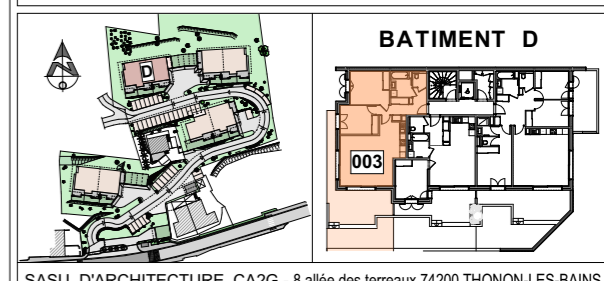 N
D
BATIMENT D
003
SASU D'ARCHITECTURE CA2G - 8 allée des terreaux 74200 THONON-LES-BAINS